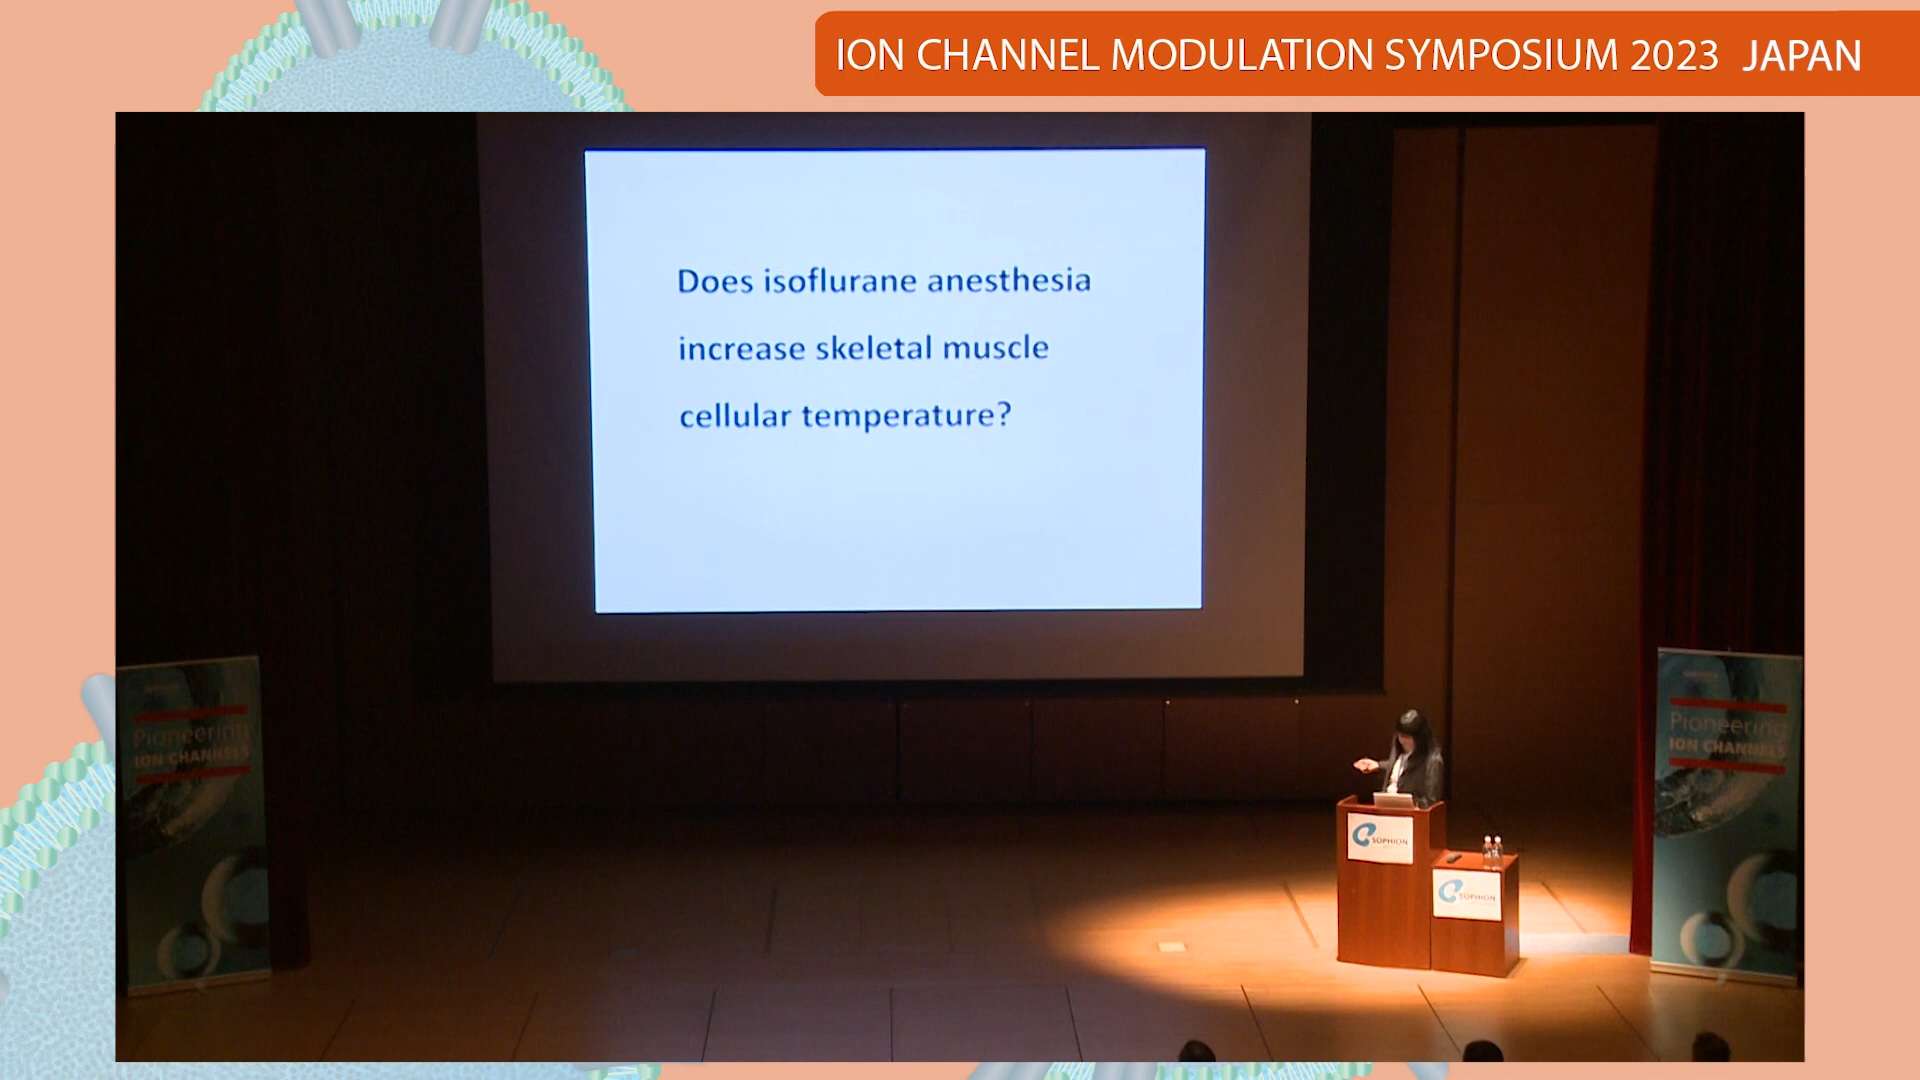 ION CHANNEL MODULATION SYMPOSIUM 2023 JAPAN
Does isoflurane anesthesia
increase skeletal muscle
cellular temperature?
Pioneering
ION CHANNELS
Pioneering
ION CHANNELS
SOPHION
SOPHION